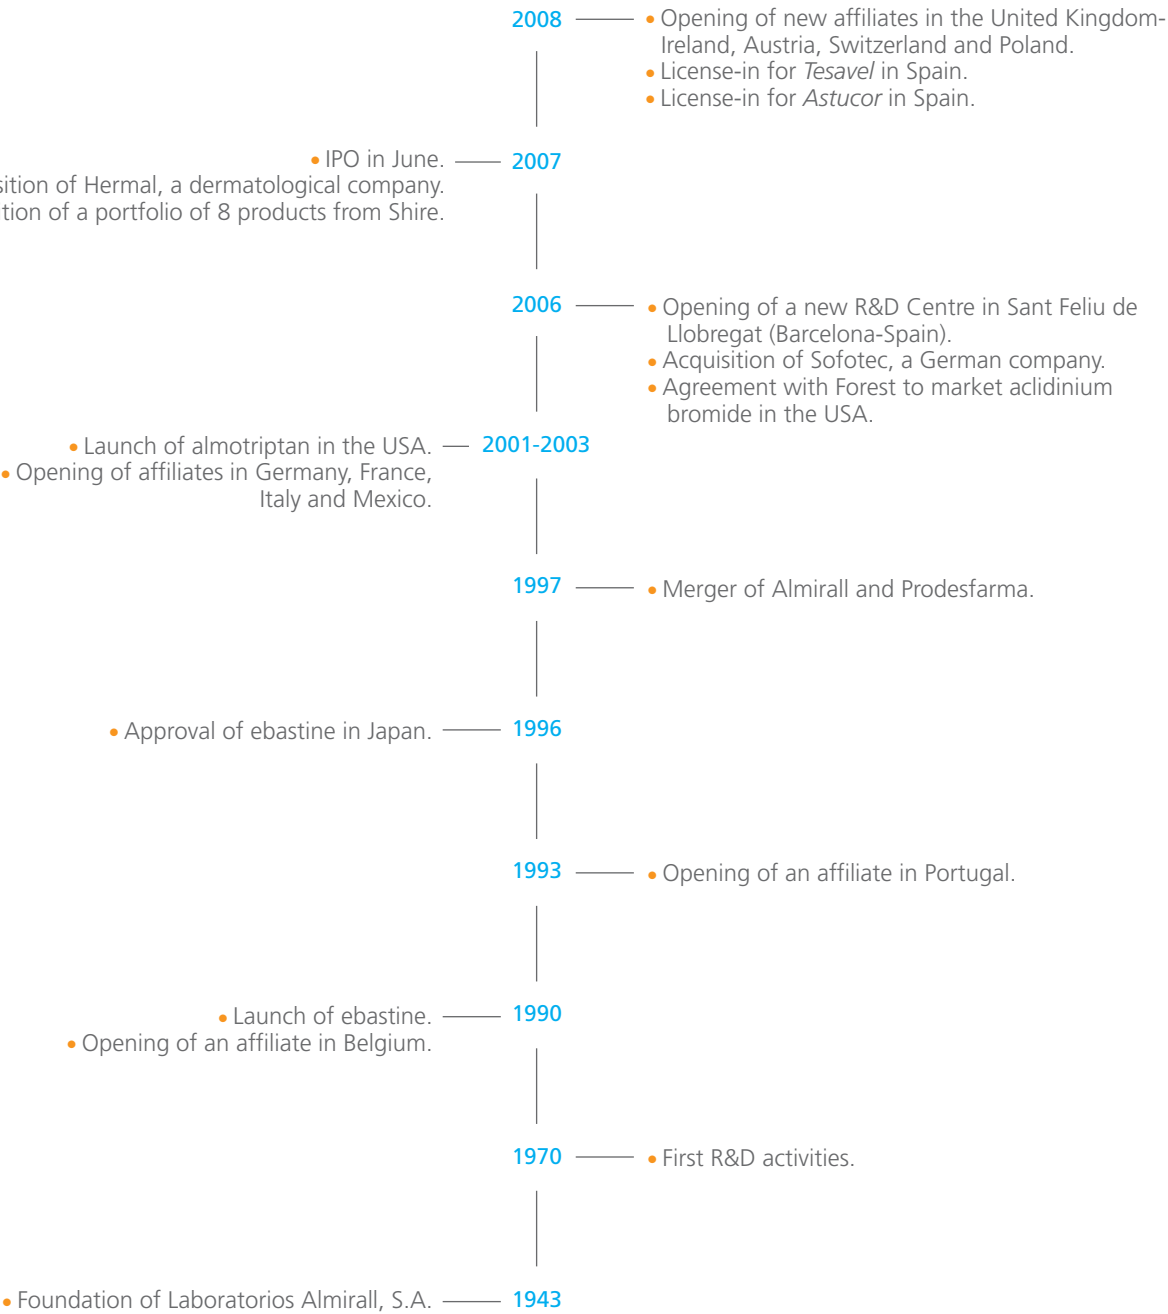 2008
• Opening of new affiliates in the United Kingdom-
Ireland, Austria, Switzerland and Poland.
• License-in for Tesavel in Spain.
• License-in for Astucor in Spain.
• IPO in June.
2007
sition of Hermal, a dermatological company.
tion of a portfolio of 8 products from Shire.
2006
• Opening of a new R&D Centre in Sant Feliu de
Llobregat (Barcelona-Spain).
• Acquisition of Sofotec, a German company.
• Agreement with Forest to market aclidinium
bromide in the USA.
• Launch of almotriptan in the USA.
2001-2003
• Opening of affiliates in Germany, France,
Italy and Mexico.
1997
• Merger of Almirall and Prodesfarma.
• Approval of ebastine in Japan.
1996
1993
• Opening of an affiliate in Portugal.
• Launch of ebastine.
1990
• Opening of an affiliate in Belgium.
1970
• First R&D activities.
• Foundation of Laboratorios Almirall, S.A.
1943